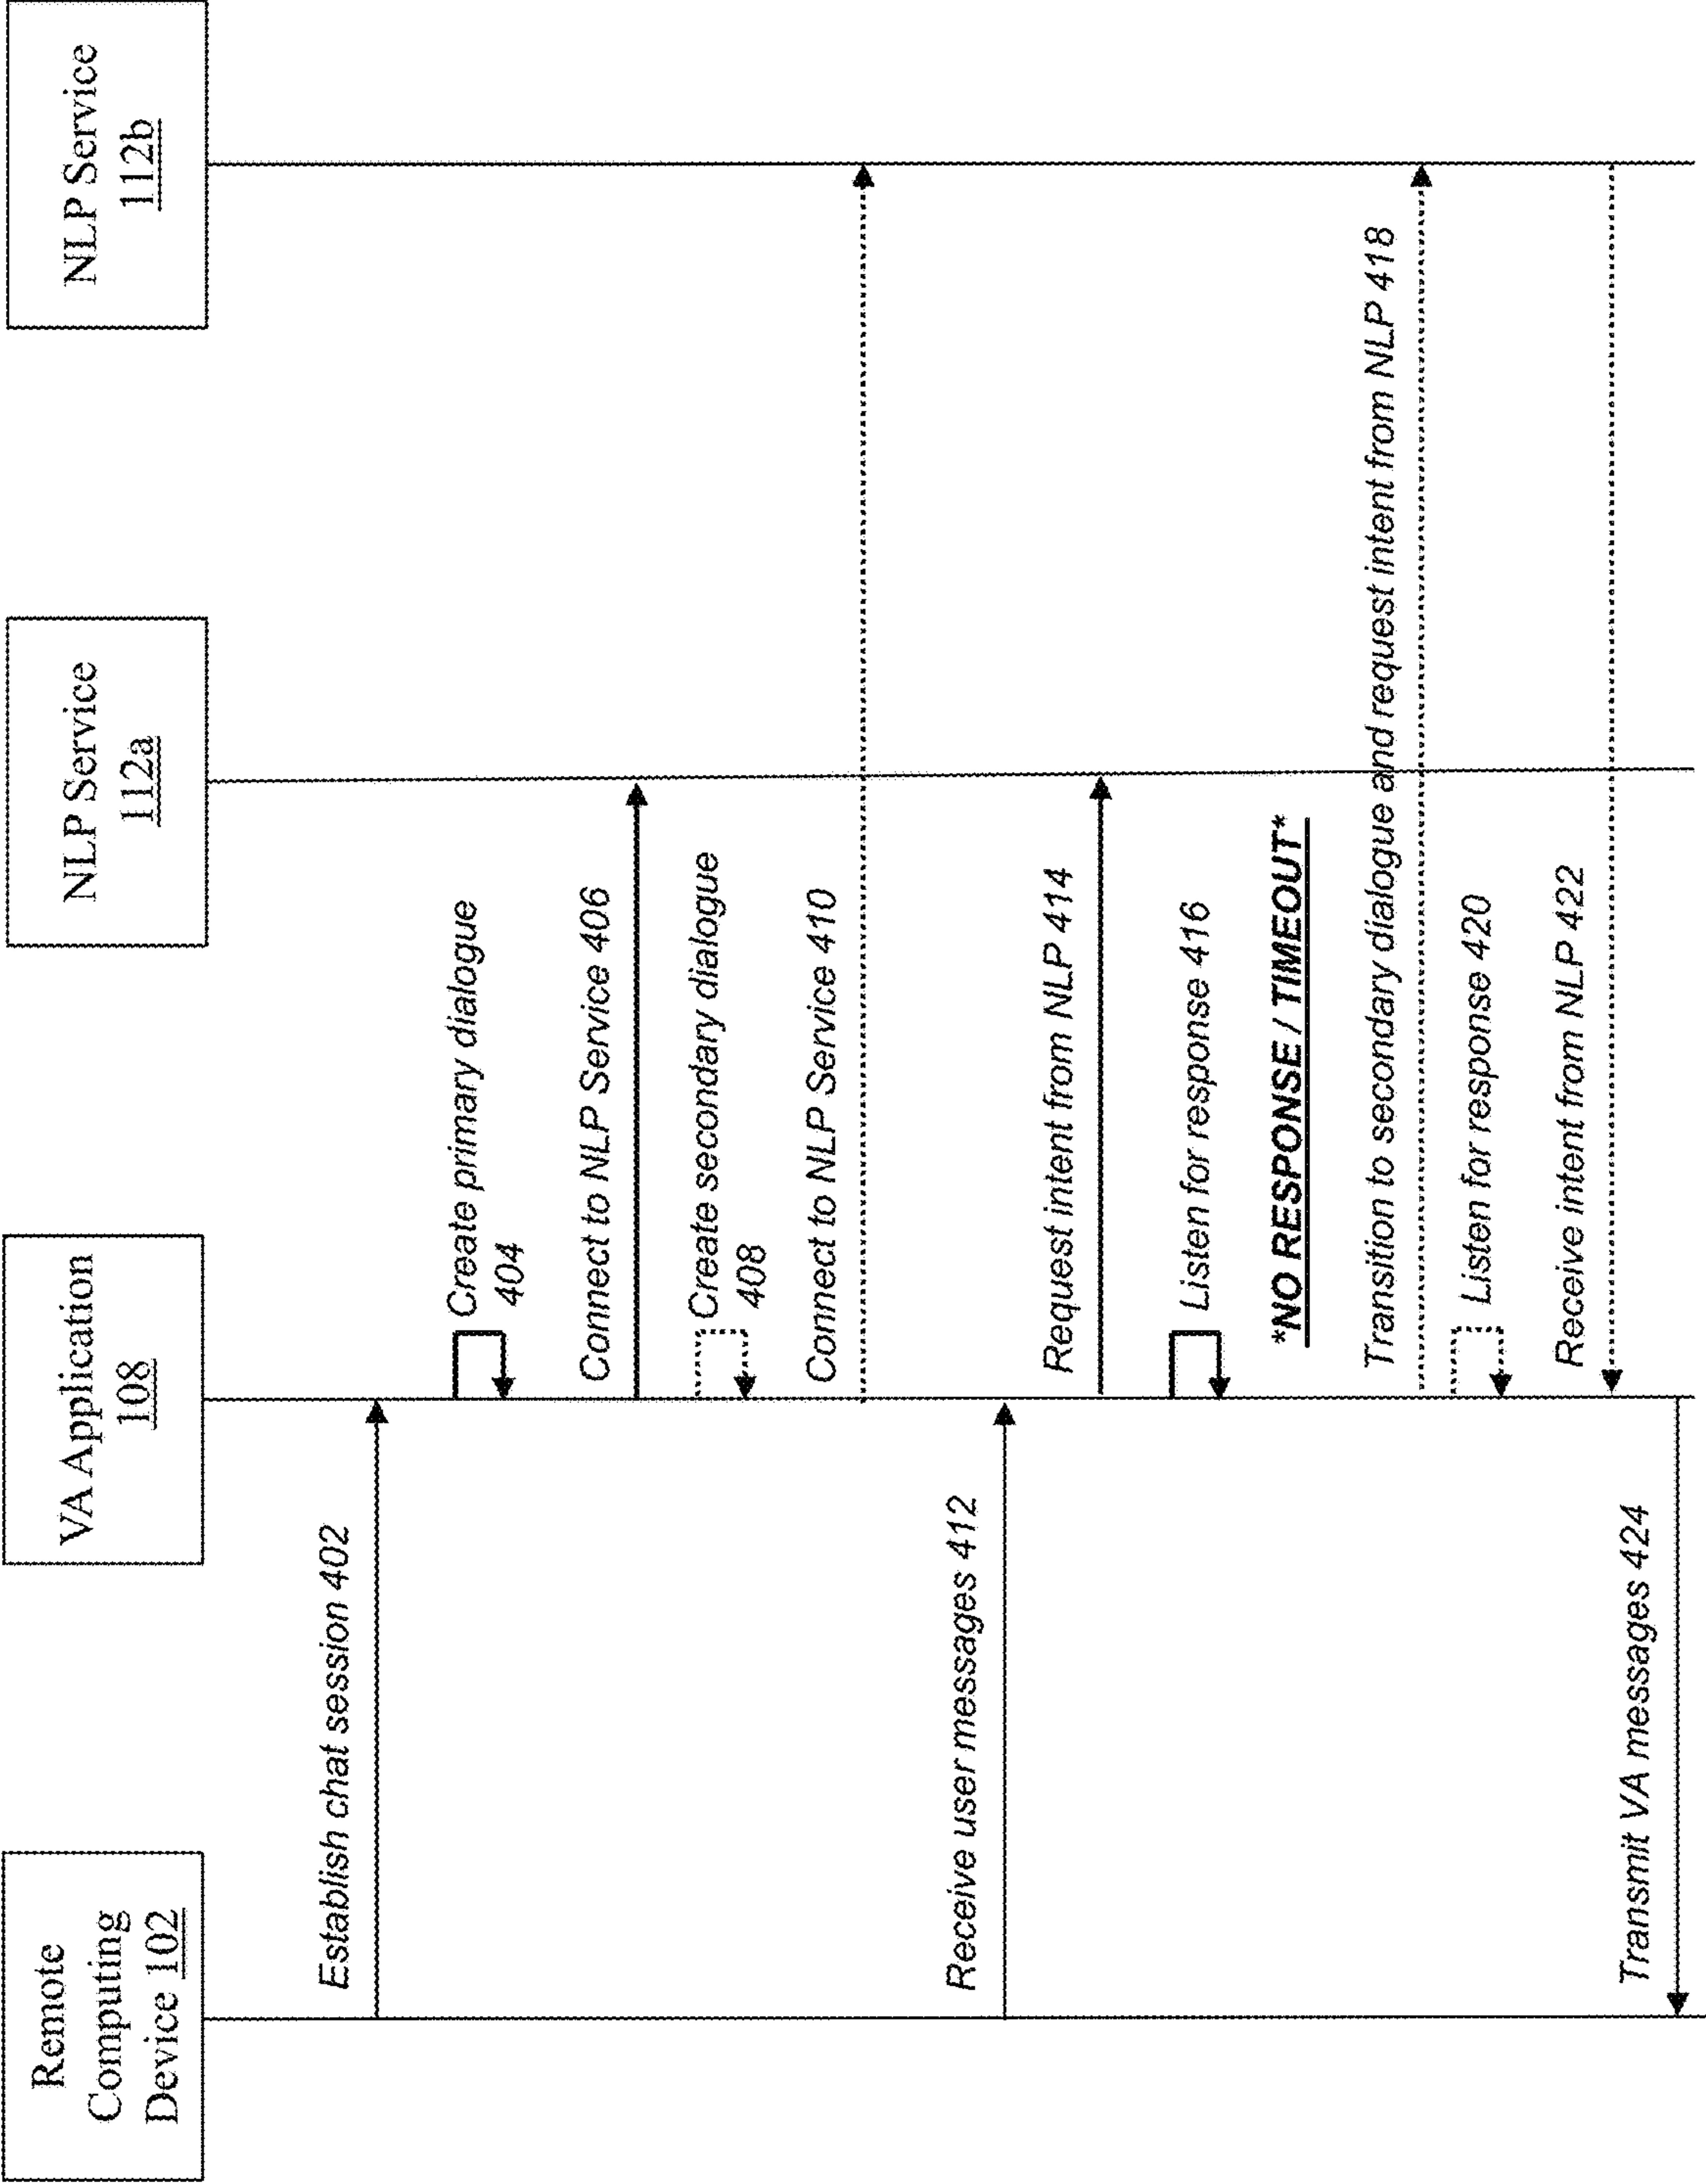 Remote
Computing
Device 102
VA Application
108
NLP Service
112a
NLP Service
112b
Establish chat session 402
Create primary dialogue
404
Connect to NLP Service 406
Create secondary dialogue
408
Connect to NLP Service 410
Receive user messages 412
Request intent from NLP 414
Listen for response 416
*NO RESPONSE / TIMEOUT*
Transition to secondary dialogue and request intent from NLP 418
Listen for response 420
Receive intent from NLP 422
Transmit VA messages 424